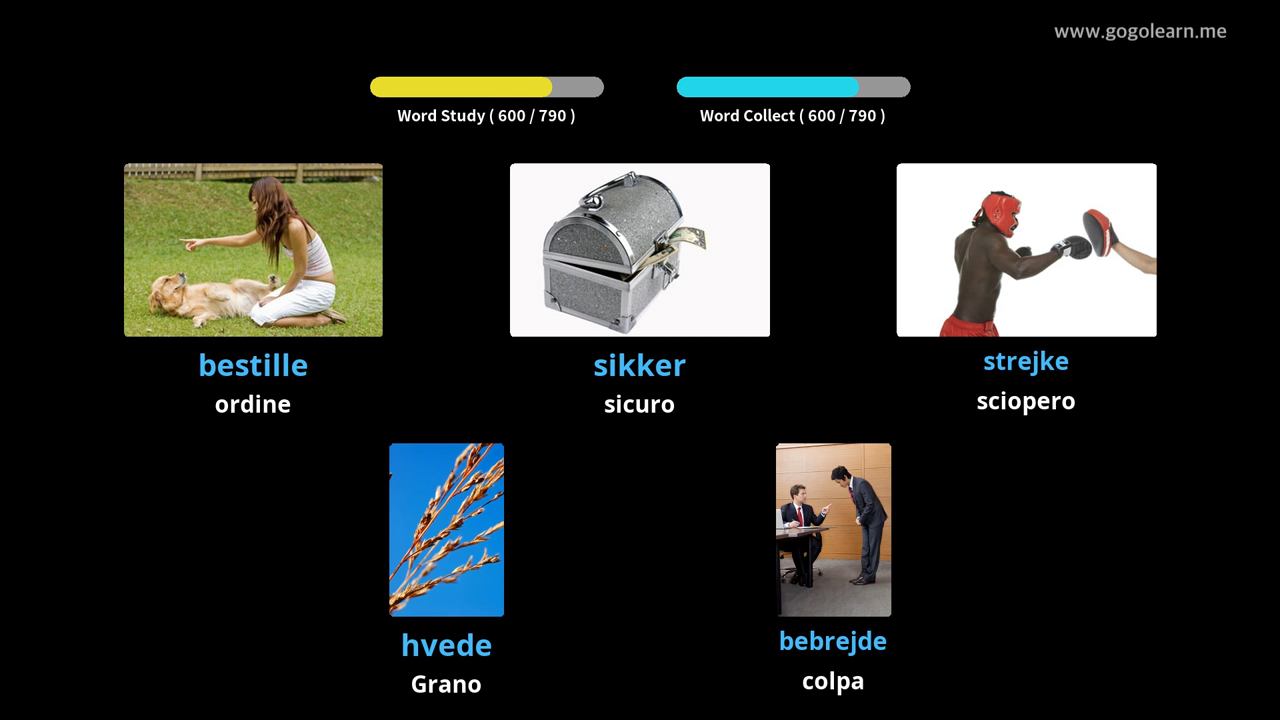 www.gogolearn.me
Word Study ( 600 / 790 )
Word Collect ( 600 / 790 )
bestille
ordine
sikker
sicuro
strejke
sciopero
hvede
Grano
bebrejde
colpa